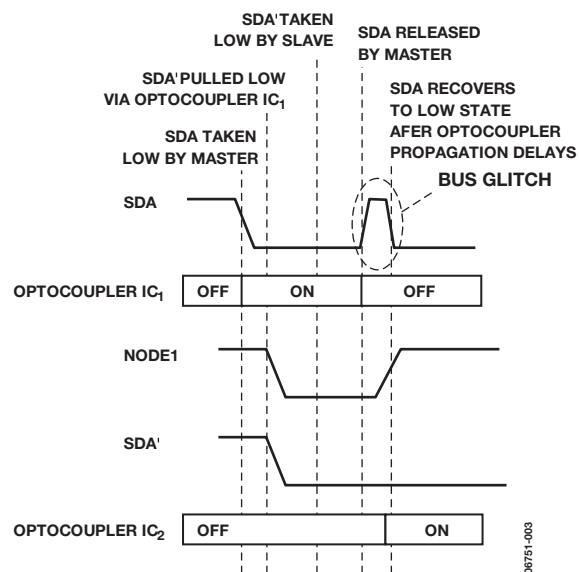 SDA'TAKEN
LOW BY SLAVE
SDA RELEASED
BY MASTER
SDA'PULLED LOW
VIA OPTOCOUPLER IC1
SDA RECOVERS
TO LOW STATE
AFER OPTOCOUPLER
PROPAGATION DELAYS
SDA TAKEN
LOW BY MASTER
BUS GLITCH
SDA
OPTOCOUPLER IC1 OFF ON OFF
NODE1
SDA'
OPTOCOUPLER IC2 OFF ON
06751-003